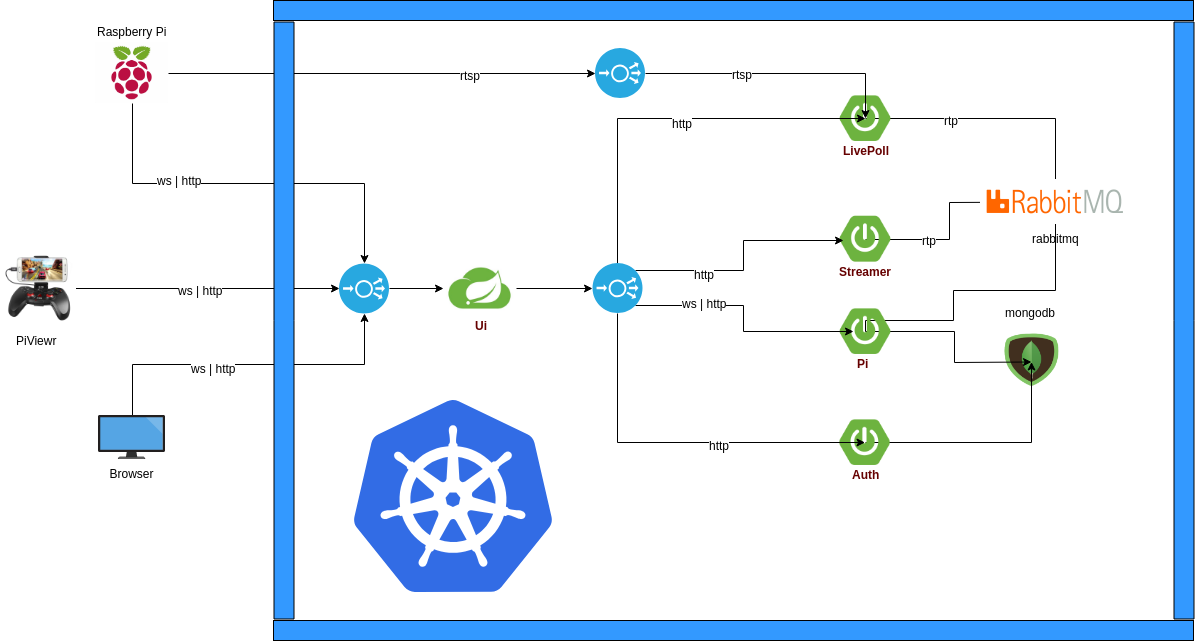 Raspberry Pi
rtsp
rtsp
http
rtp
LivePoll
ws | http
RabbitMQ
rabbitmq
rtp
Streamer
http
ws | http
ws | http
mongodb
Ui
PiViewr
Pi
ws | http
http
Browser
Auth